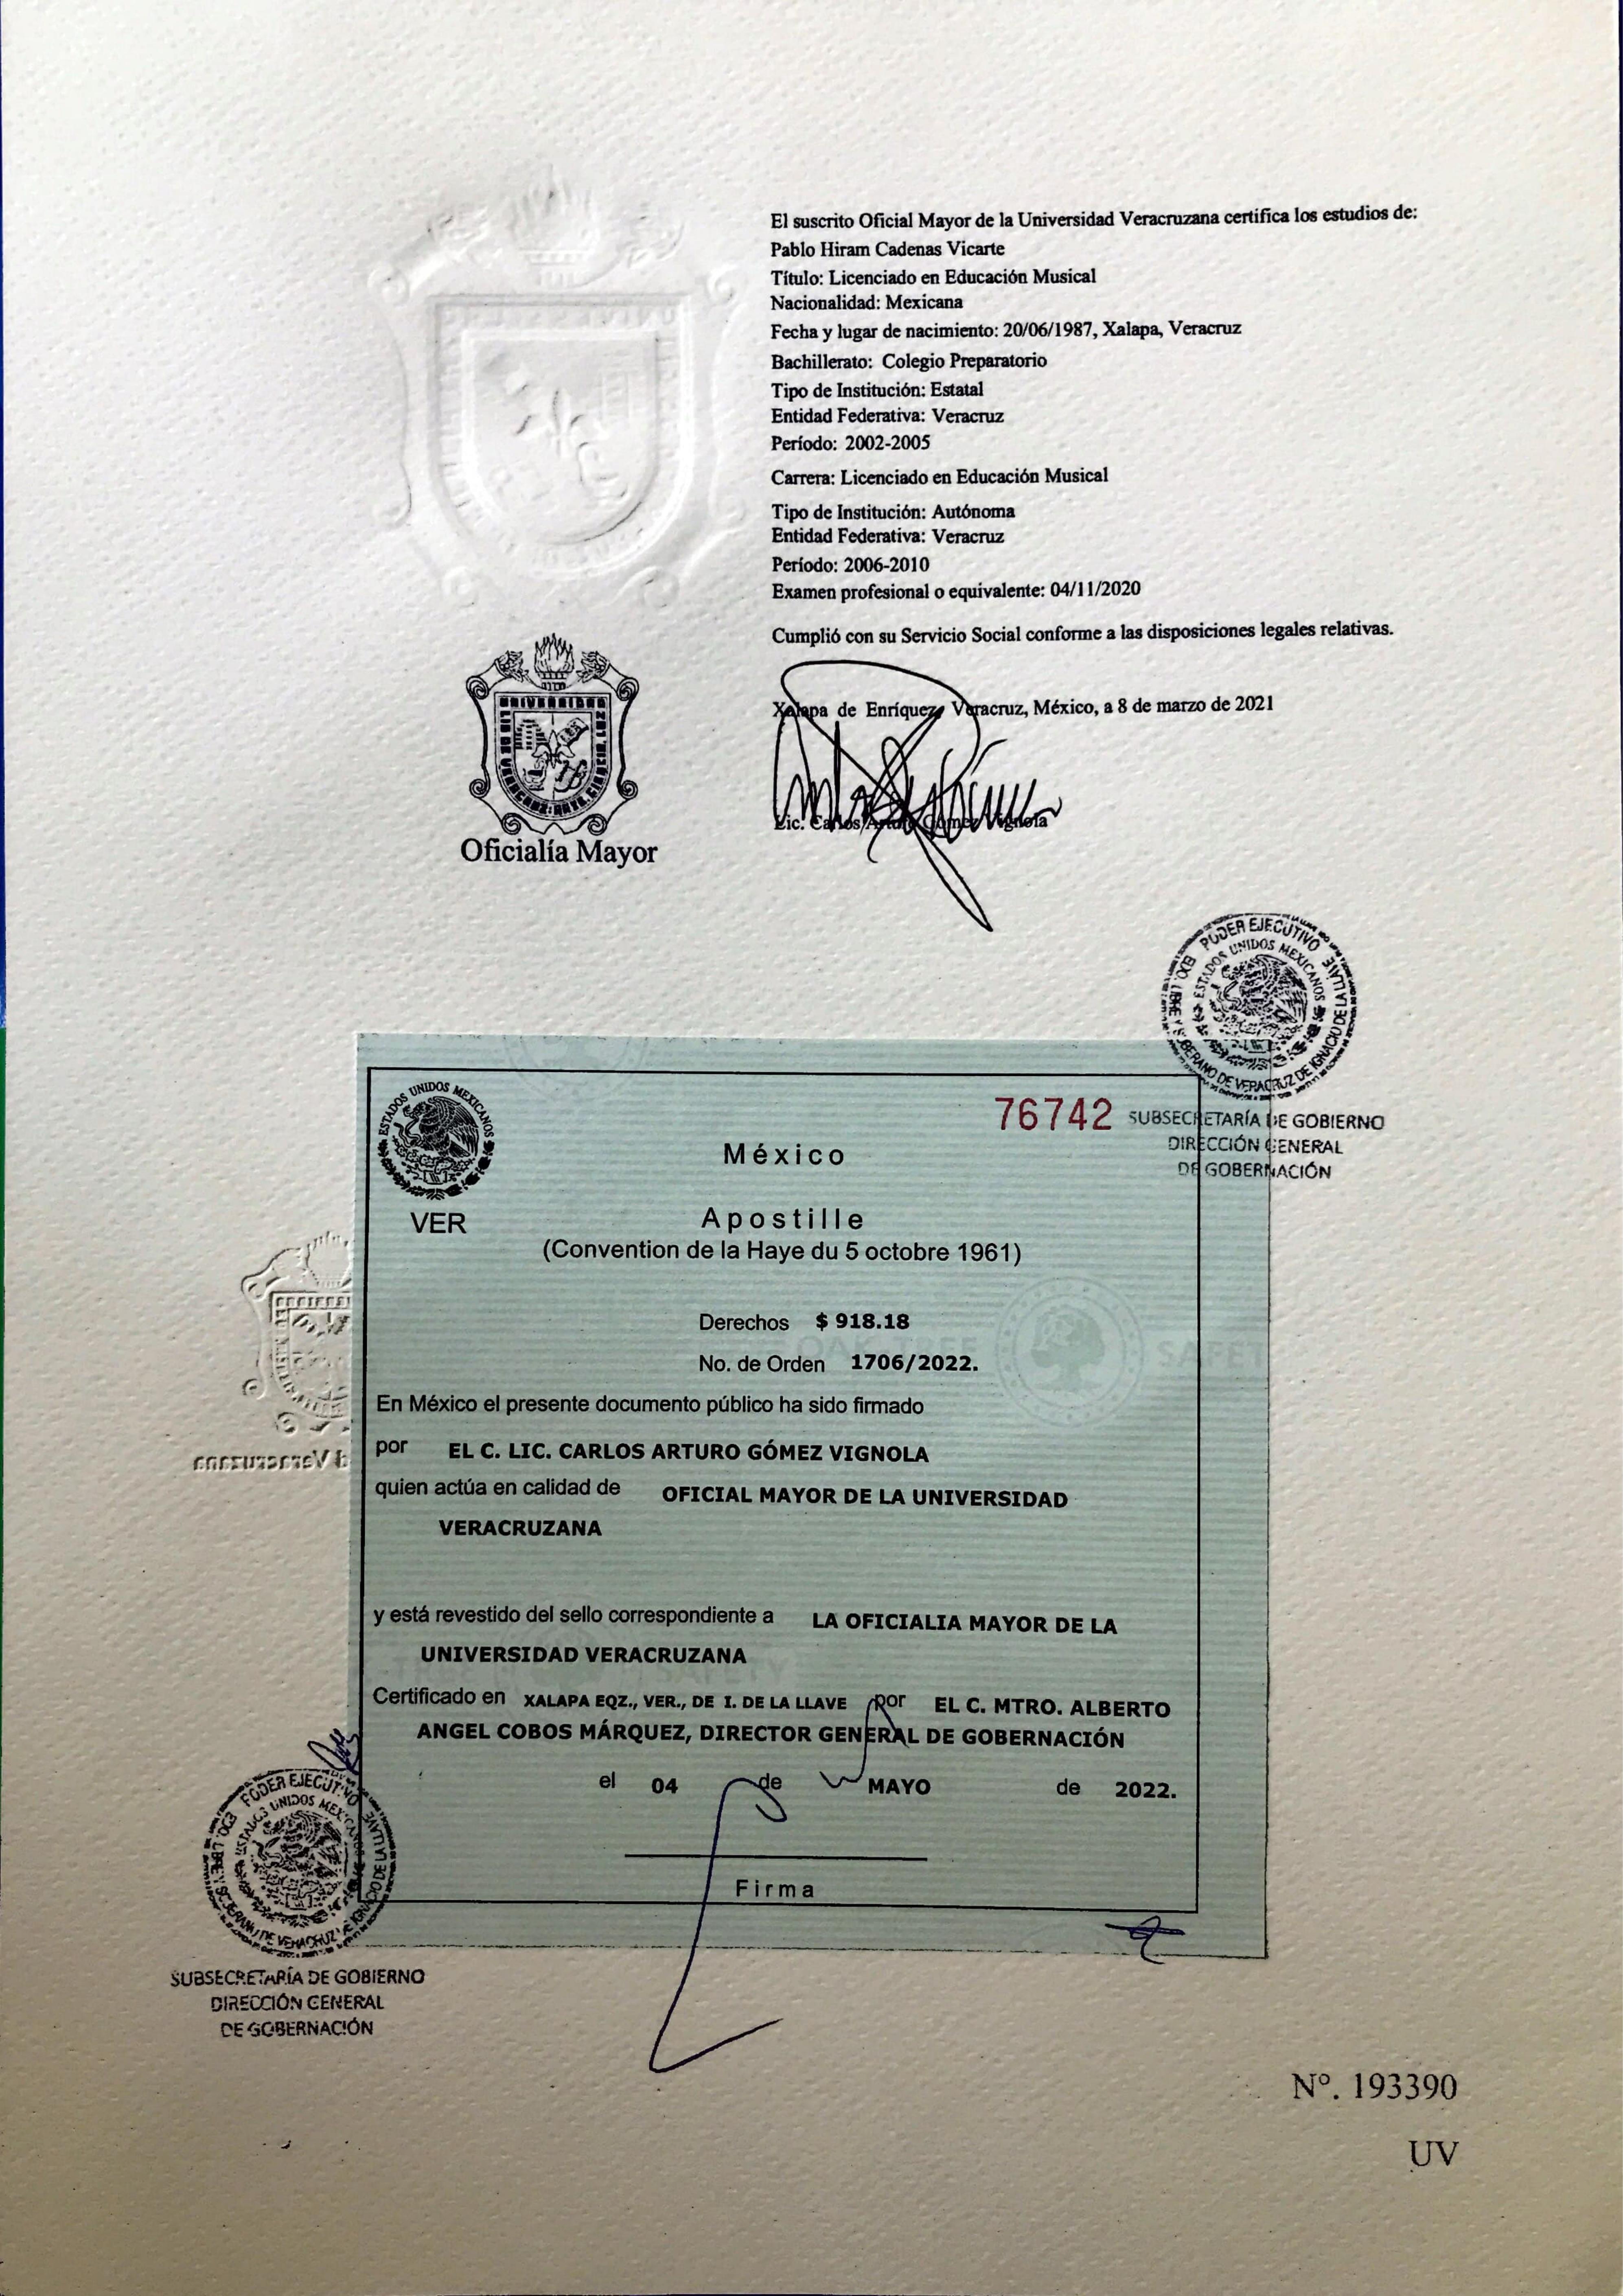 El suscrito Oficial Mayor de la Universidad Veracruzana certifica los estudios de:
Pablo Hiram Cadenas Vicarte
Título: Licenciado en Educación Musical
Nacionalidad: Mexicana
Fecha y lugar de nacimiento: 20/06/1987, Xalapa, Veracruz
Bachillerato: Colegio Preparatorio
Tipo de Institución: Estatal
Entidad Federativa: Veracruz
Período: 2002-2005
Carrera: Licenciado en Educación Musical
Tipo de Institución: Autónoma
Entidad Federativa: Veracruz
Período: 2006-2010
Examen profesional o equivalente: 04/11/2020
Cumplió con su Servicio Social conforme a las disposiciones legales relativas.
Xalapa de Enríquez, Veracruz, México, a 8 de marzo de 2021
Lic. Carlos Arturo Gómez Vignola
Oficialía Mayor
PODER EJECUTIVO
ESTADOS UNIDOS MEXICANOS
EDO. LIBRE Y SOBERANO DE VERACRUZ DE IGNACIO DE LA LLAVE
SUBSECRETARÍA DE GOBIERNO
DIRECCIÓN GENERAL
DE GOBERNACIÓN
ESTADOS UNIDOS MEXICANOS
VER
76742
México
Apostille
(Convention de la Haye du 5 octobre 1961)
Derechos $ 918.18
No. de Orden 1706/2022.
SAFET
En México el presente documento público ha sido firmado
por EL C. LIC. CARLOS ARTURO GÓMEZ VIGNOLA
quien actúa en calidad de OFICIAL MAYOR DE LA UNIVERSIDAD
VERACRUZANA
y está revestido del sello correspondiente a LA OFICIALIA MAYOR DE LA
UNIVERSIDAD VERACRUZANA
Certificado en XALAPA EQZ., VER., DE I. DE LA LLAVE por EL C. MTRO. ALBERTO
ANGEL COBOS MÁRQUEZ, DIRECTOR GENERAL DE GOBERNACIÓN
el 04 de MAYO de 2022.
Firma
d Veracruzana
PODER EJECUTIVO
ESTADOS UNIDOS MEXICANOS
EDO. LIBRE Y SOBERANO DE VERACRUZ DE IGNACIO DE LA LLAVE
SUBSECRETARÍA DE GOBIERNO
DIRECCIÓN GENERAL
DE GOBERNACIÓN
N°. 193390
UV